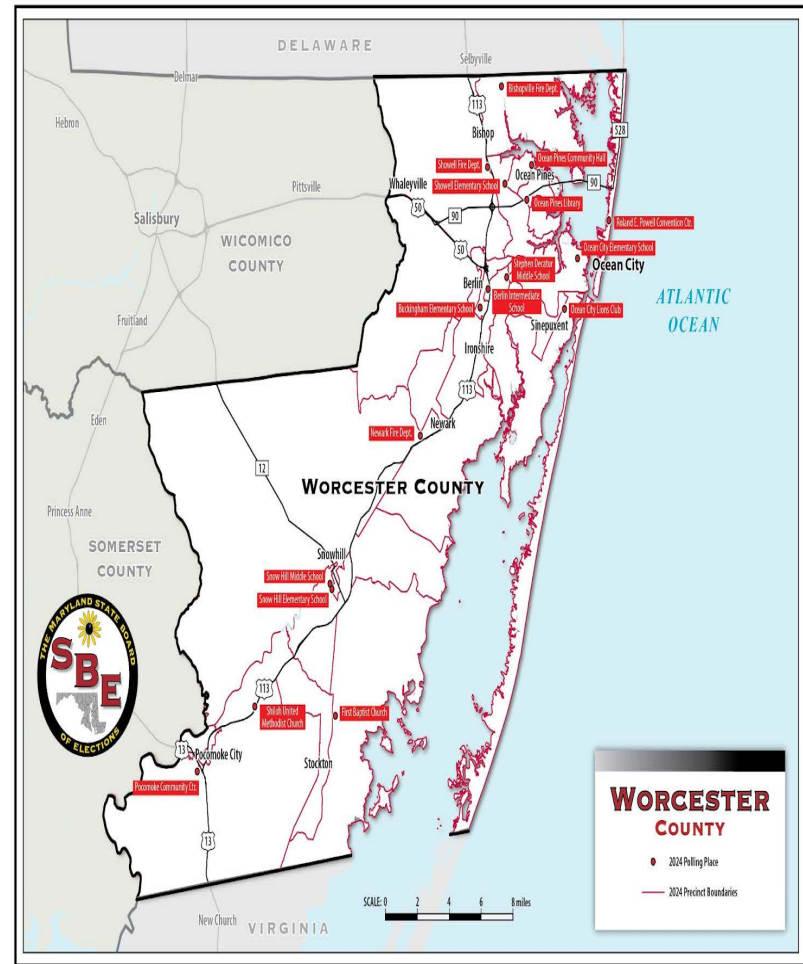 DELAWARE
Selbyville
Delmar
Bishopville Fire Dept.
113
Bishop
528
Hebron
Showell Fire Dept.
Ocean Pines Community Hall
Ocean Pines
Showell Elementary School
90
Pittsville
Whaleyville
50
90
Ocean Pines Library
Salisbury
Roland E. Powell Convention Ctr.
WICOMICO
COUNTY
50
Ocean City Elementary School
Ocean City
Stephen Decatur
Middle School
Berlin
Berlin Intermediate
School
ATLANTIC
OCEAN
Buckingham Elementary School
Ocean City Lions Club
Fruitland
Sinepuxent
Ironshire
113
Eden
Newark
Newark Fire Dept.
12
WORCESTER COUNTY
Princess Anne
SOMERSET
COUNTY
Snowhill
Snow Hill Middle School
Snow Hill Elementary School
THE MARYLAND STATE BOARD
SBE
OF ELECTIONS
113
Shiloh United
Methodist Church
First Baptist Church
13
Pocomoke City
Stockton
Pocomoke Community Ctr.
13
WORCESTER
COUNTY
2024 Polling Place
2024 Precinct Boundaries
SCALE: 0 2 4 6 8 miles
New Church
VIRGINIA